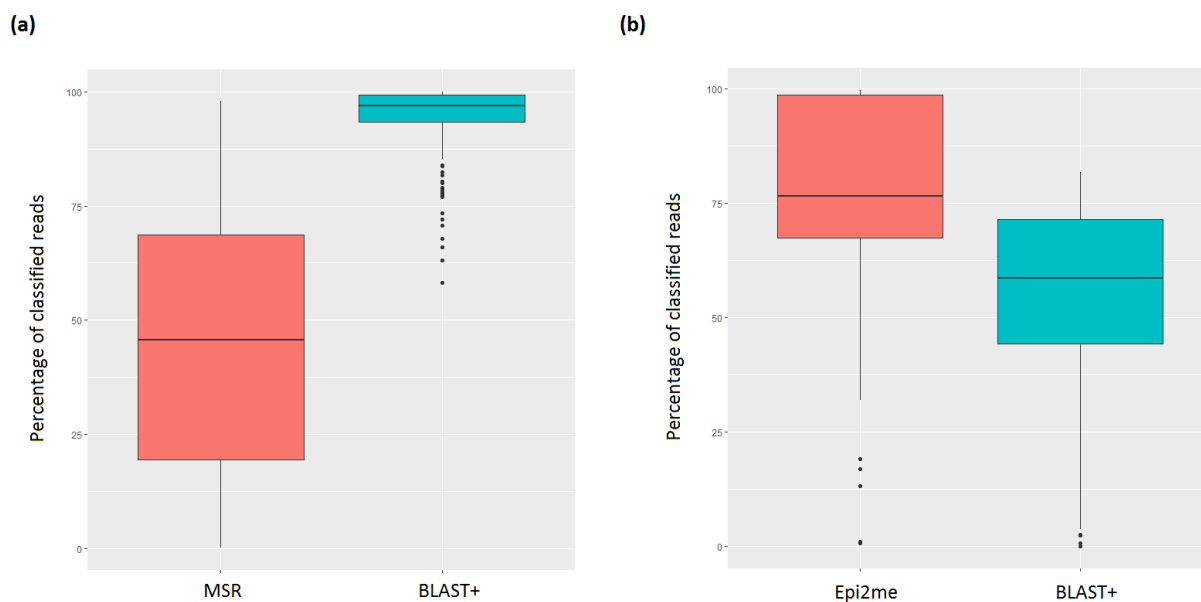 (a)
(b)
Percentage of classified reads
100
75
50
25
0
MSR
BLAST+
Percentage of classified reads
100
75
50
25
0
Epi2me
BLAST+